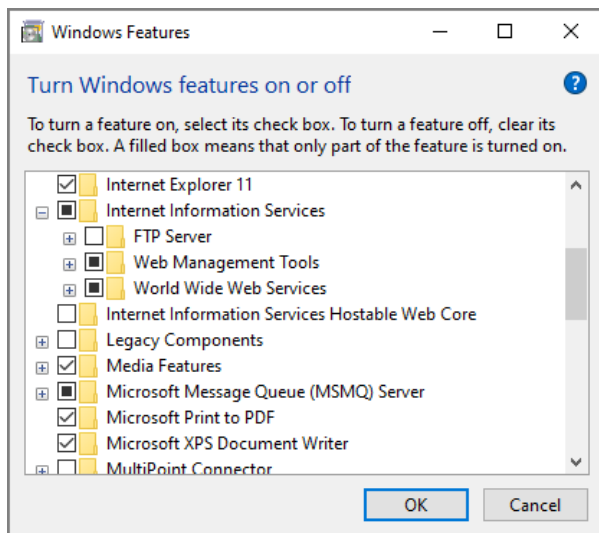 Windows Features
Turn Windows features on or off
?
To turn a feature on, select its check box. To turn a feature off, clear its
check box. A filled box means that only part of the feature is turned on.
Internet Explorer 11
Internet Information Services
FTP Server
Web Management Tools
World Wide Web Services
Internet Information Services Hostable Web Core
Legacy Components
Media Features
Microsoft Message Queue (MSMQ) Server
Microsoft Print to PDF
Microsoft XPS Document Writer
MultiPoint Connector
OK
Cancel